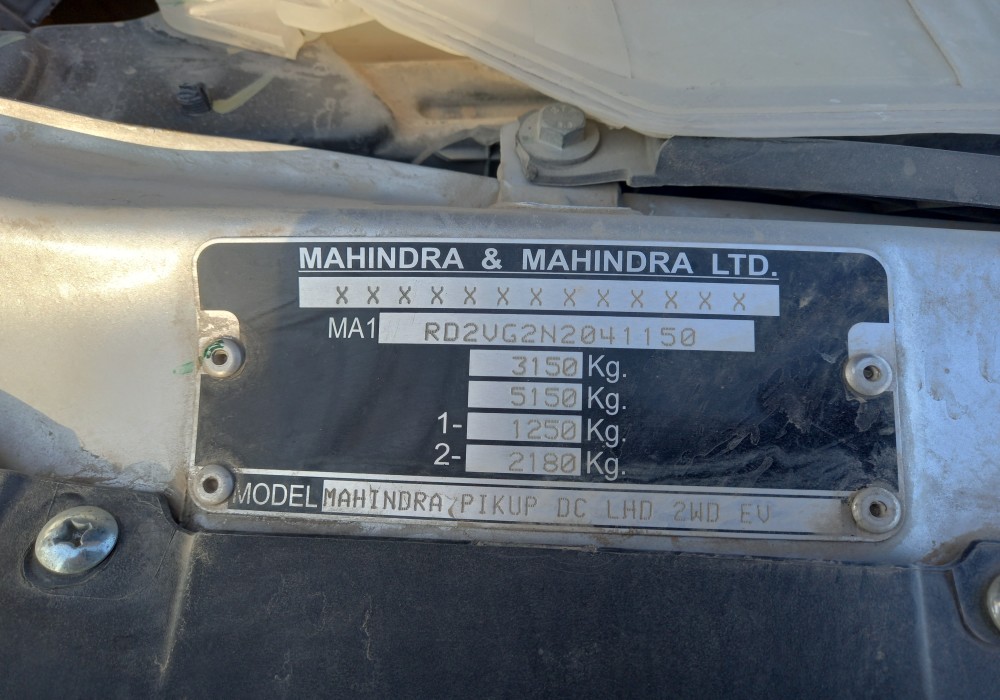 MAHINDRA & MAHINDRA LTD.
X X X X X X X X X X X X X
MA1 RD2VG2N2041150
3150 Kg.
5150 Kg.
1- 1250 Kg.
2- 2180 Kg.
MODEL MAHINDRA PIKUP DC LHD 2WD EV